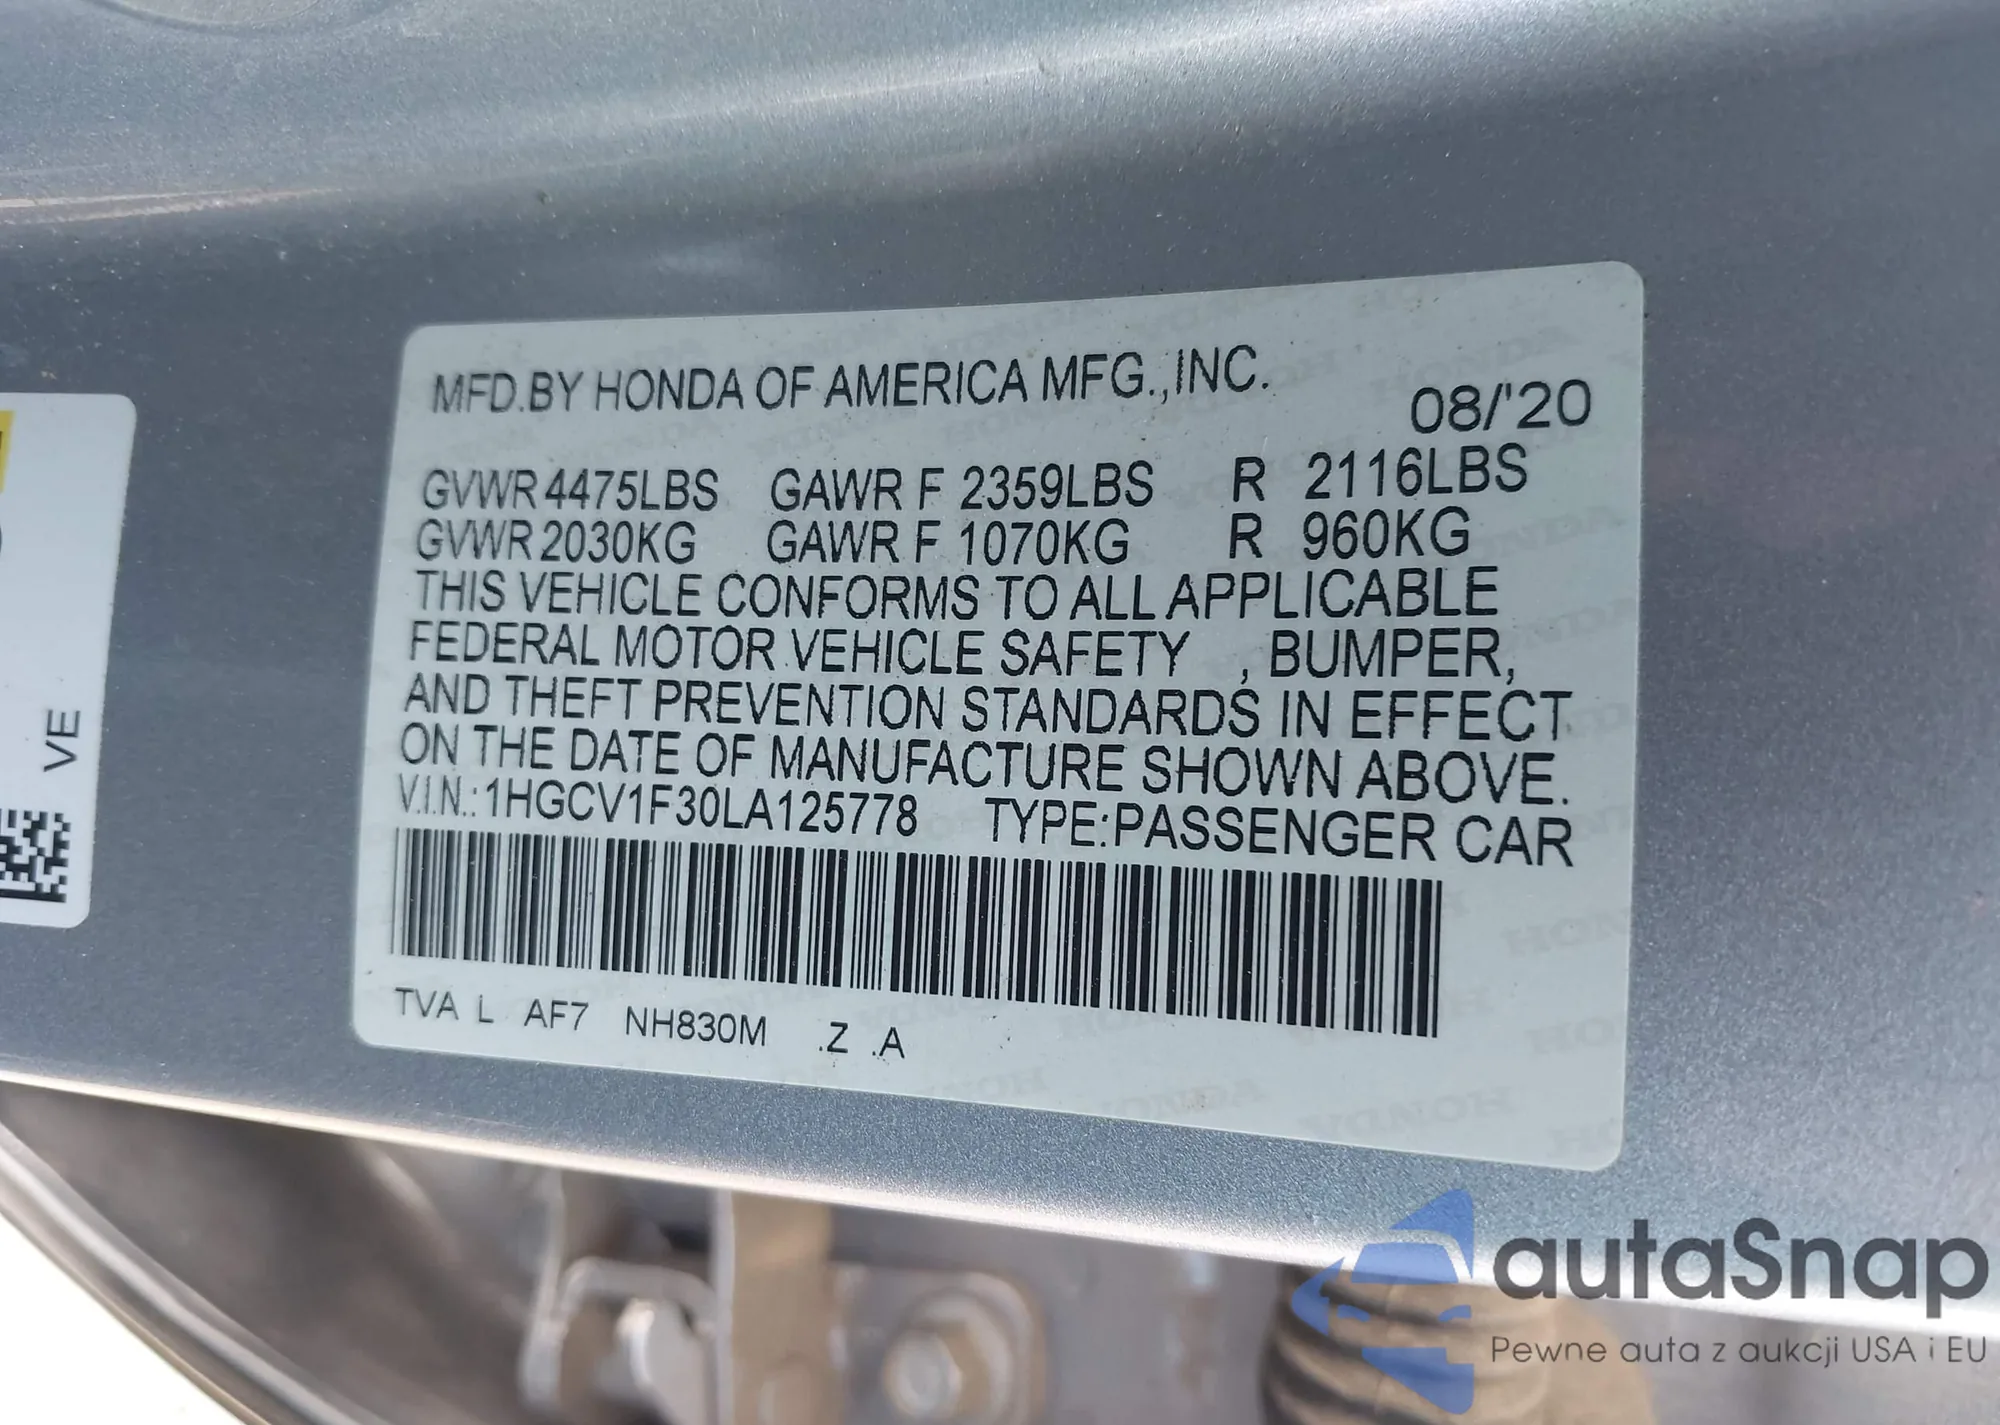 MFD.BY HONDA OF AMERICA MFG.,INC.
08/'20
GVWR 4475LBS GAWR F 2359LBS R 2116LBS
GVWR 2030KG GAWR F 1070KG R 960KG
THIS VEHICLE CONFORMS TO ALL APPLICABLE
FEDERAL MOTOR VEHICLE SAFETY , BUMPER,
AND THEFT PREVENTION STANDARDS IN EFFECT
ON THE DATE OF MANUFACTURE SHOWN ABOVE.
V.I.N.: 1HGCV1F30LA125778 TYPE:PASSENGER CAR
TVA L AF7 NH830M .Z .A
VE
autaSnap
Pewne auta z aukcji USA i EU